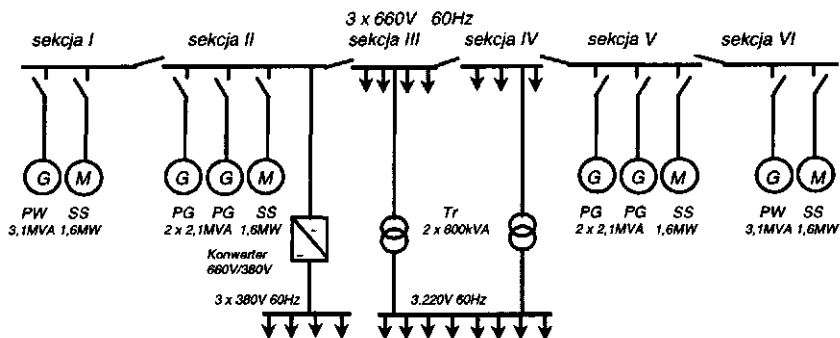 3 x 660V 60Hz
sekcja I sekcja II sekcja III sekcja IV sekcja V sekcja VI
G M G G M G G M G M
PW SS PG PG SS Tr PG PG SS PW SS
3,1MVA 1,6MW 2 x 2,1MVA 1,6MW 2 x 600kVA 2 x 2,1MVA 1,6MW 3,1MVA 1,6MW
Konwerter
660V/380V
3 x 380V 60Hz 3.220V 60Hz